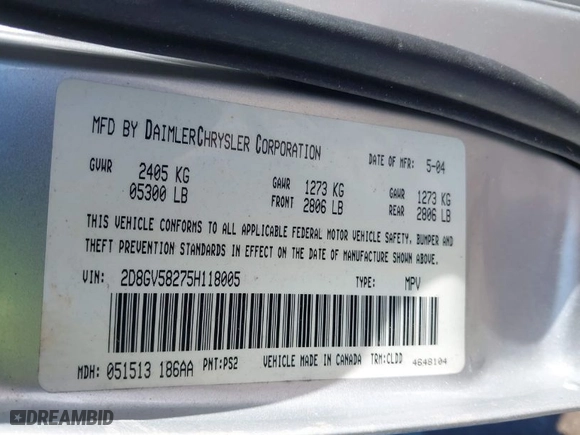 MFD BY DAIMLERCHRYSLER CORPORATION
DATE OF MFR: 5-04
GVWR 2405 KG GAWR 1273 KG GAWR 1273 KG
05300 LB FRONT 2806 LB REAR 2806 LB
THIS VEHICLE CONFORMS TO ALL APPLICABLE FEDERAL MOTOR VEHICLE SAFETY, BUMPER AND
THEFT PREVENTION STANDARDS IN EFFECT ON THE DATE OF MANUFACTURE SHOWN ABOVE.
VIN: 2D8GV58275H118005 TYPE: MPV
MDH: 051513 186AA PNT:PS2 VEHICLE MADE IN CANADA TRM:CLDD 4648104
DREAMBID